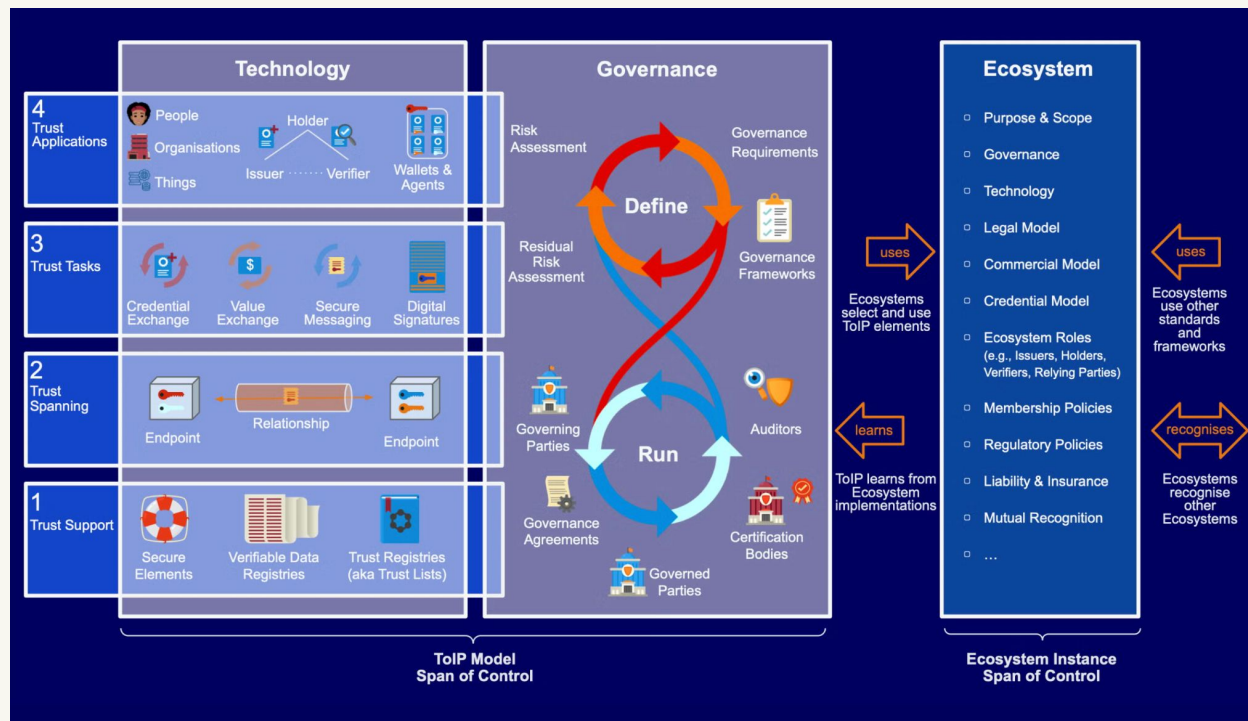 Technology
Governance
Ecosystem
4
Trust
Applications
People
Organisations
Things
Holder
Issuer
Verifier
Wallets &
Agents
3
Trust Tasks
Credential
Exchange
$
Value
Exchange
Secure
Messaging
Digital
Signatures
2
Trust
Spanning
Endpoint
Relationship
Endpoint
1
Trust Support
Secure
Elements
Verifiable Data
Registries
Trust Registries
(aka Trust Lists)
Risk
Assessment
Governance
Requirements
Define
Residual
Risk
Assessment
Governance
Frameworks
Governing
Parties
Auditors
Run
Governance
Agreements
Governed
Parties
Certification
Bodies
uses
Ecosystems
select and use
ToIP elements
learns
ToIP learns from
Ecosystem
implementations
Purpose & Scope
Governance
Technology
Legal Model
Commercial Model
Credential Model
Ecosystem Roles
(e.g., Issuers, Holders,
Verifiers, Relying Parties)
Membership Policies
Regulatory Policies
Liability & Insurance
Mutual Recognition
...
uses
Ecosystems
use other
standards
and
frameworks
recognises
Ecosystems
recognise
other
Ecosystems
ToIP Model
Span of Control
Ecosystem Instance
Span of Control